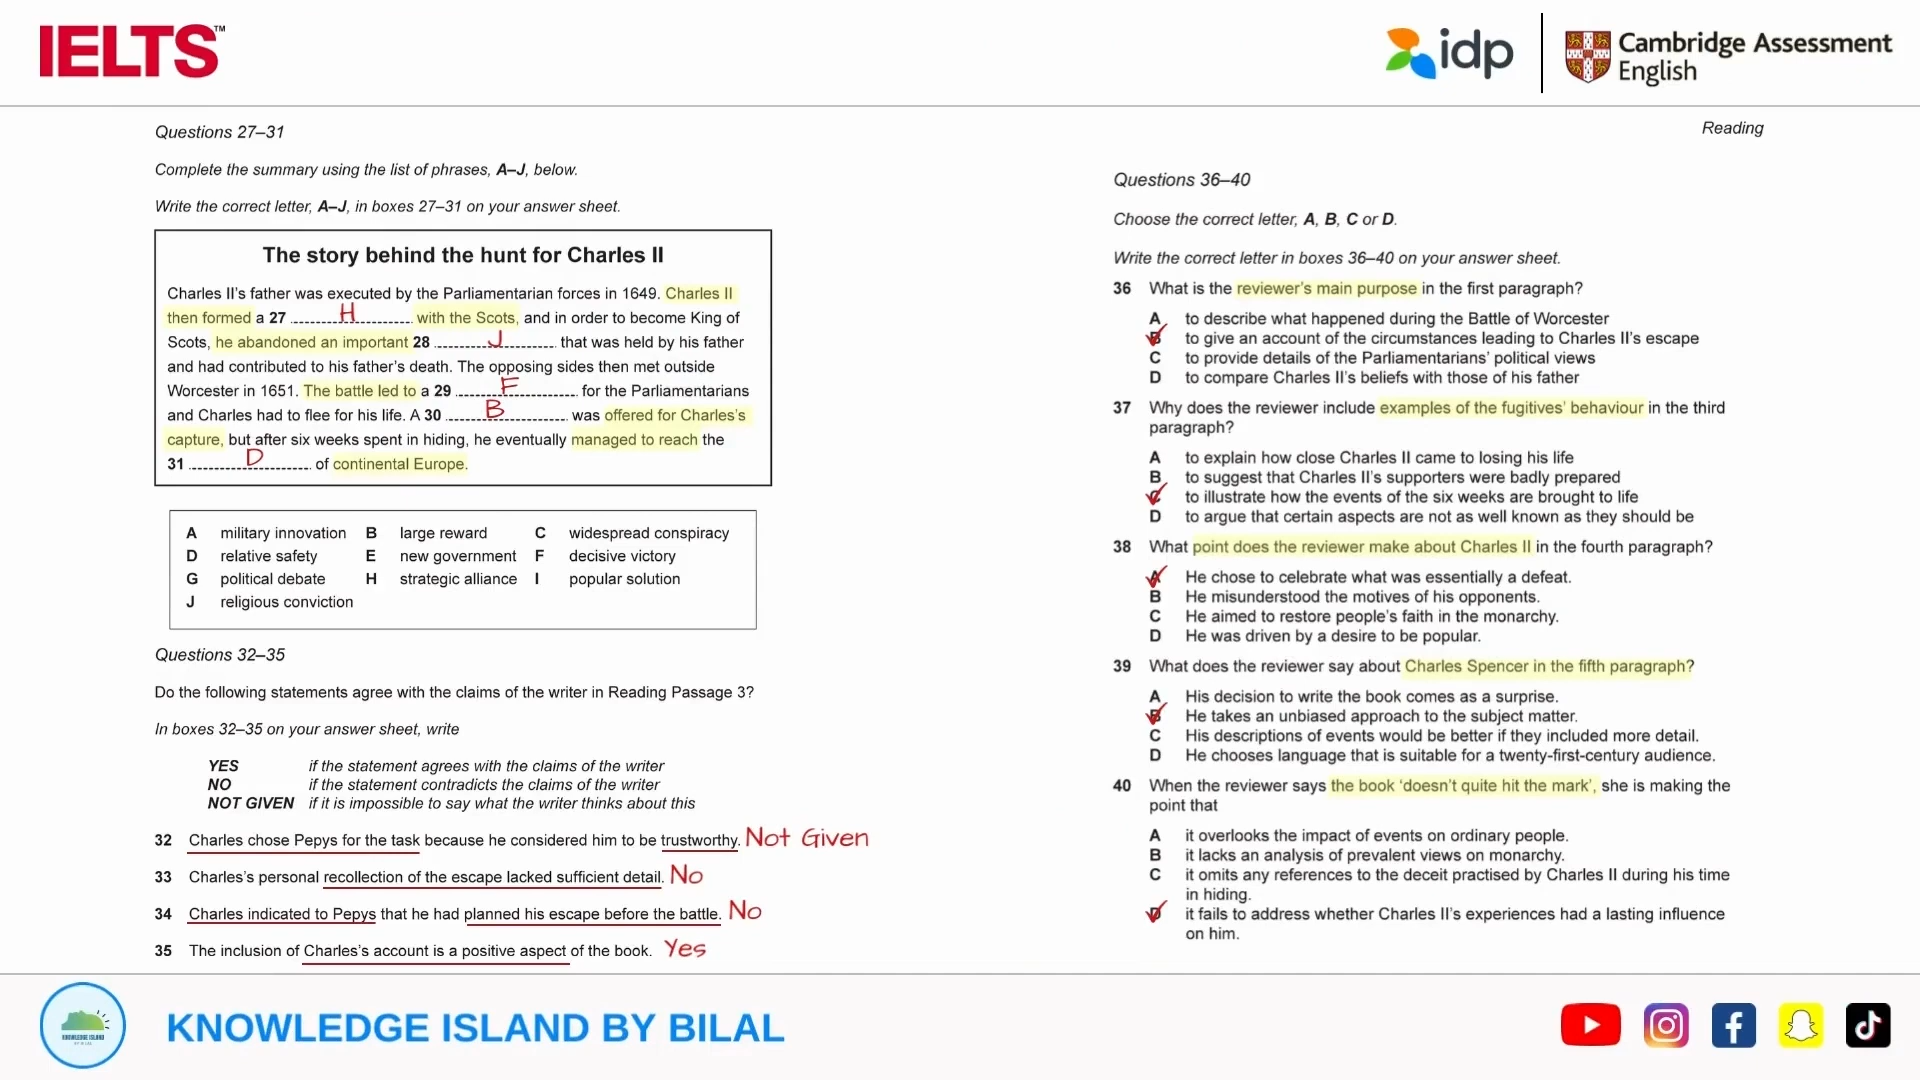 IELTS™
idp
Cambridge Assessment
English
Questions 27–31
Complete the summary using the list of phrases, A–J, below.
Write the correct letter, A–J, in boxes 27–31 on your answer sheet.
The story behind the hunt for Charles II
Charles II's father was executed by the Parliamentarian forces in 1649. Charles II
then formed a 27 H with the Scots, and in order to become King of
Scots, he abandoned an important 28 J that was held by his father
and had contributed to his father's death. The opposing sides then met outside
Worcester in 1651. The battle led to a 29 F for the Parliamentarians
and Charles had to flee for his life. A 30 B was offered for Charles's
capture, but after six weeks spent in hiding, he eventually managed to reach the
31 D of continental Europe.
A military innovation B large reward C widespread conspiracy
D relative safety E new government F decisive victory
G political debate H strategic alliance I popular solution
J religious conviction
Questions 32–35
Do the following statements agree with the claims of the writer in Reading Passage 3?
In boxes 32–35 on your answer sheet, write
YES if the statement agrees with the claims of the writer
NO if the statement contradicts the claims of the writer
NOT GIVEN if it is impossible to say what the writer thinks about this
32 Charles chose Pepys for the task because he considered him to be trustworthy. Not Given
33 Charles's personal recollection of the escape lacked sufficient detail. No
34 Charles indicated to Pepys that he had planned his escape before the battle. No
35 The inclusion of Charles's account is a positive aspect of the book. Yes
Reading
Questions 36–40
Choose the correct letter, A, B, C or D.
Write the correct letter in boxes 36–40 on your answer sheet.
36 What is the reviewer's main purpose in the first paragraph?
A to describe what happened during the Battle of Worcester
B to give an account of the circumstances leading to Charles II's escape
C to provide details of the Parliamentarians' political views
D to compare Charles II's beliefs with those of his father
37 Why does the reviewer include examples of the fugitives' behaviour in the third
paragraph?
A to explain how close Charles II came to losing his life
B to suggest that Charles II's supporters were badly prepared
C to illustrate how the events of the six weeks are brought to life
D to argue that certain aspects are not as well known as they should be
38 What point does the reviewer make about Charles II in the fourth paragraph?
A He chose to celebrate what was essentially a defeat.
B He misunderstood the motives of his opponents.
C He aimed to restore people's faith in the monarchy.
D He was driven by a desire to be popular.
39 What does the reviewer say about Charles Spencer in the fifth paragraph?
A His decision to write the book comes as a surprise.
B He takes an unbiased approach to the subject matter.
C His descriptions of events would be better if they included more detail.
D He chooses language that is suitable for a twenty-first-century audience.
40 When the reviewer says the book 'doesn't quite hit the mark', she is making the
point that
A it overlooks the impact of events on ordinary people.
B it lacks an analysis of prevalent views on monarchy.
C it omits any references to the deceit practised by Charles II during his time
in hiding.
D it fails to address whether Charles II's experiences had a lasting influence
on him.
KNOWLEDGE ISLAND
BY BILAL
KNOWLEDGE ISLAND BY BILAL